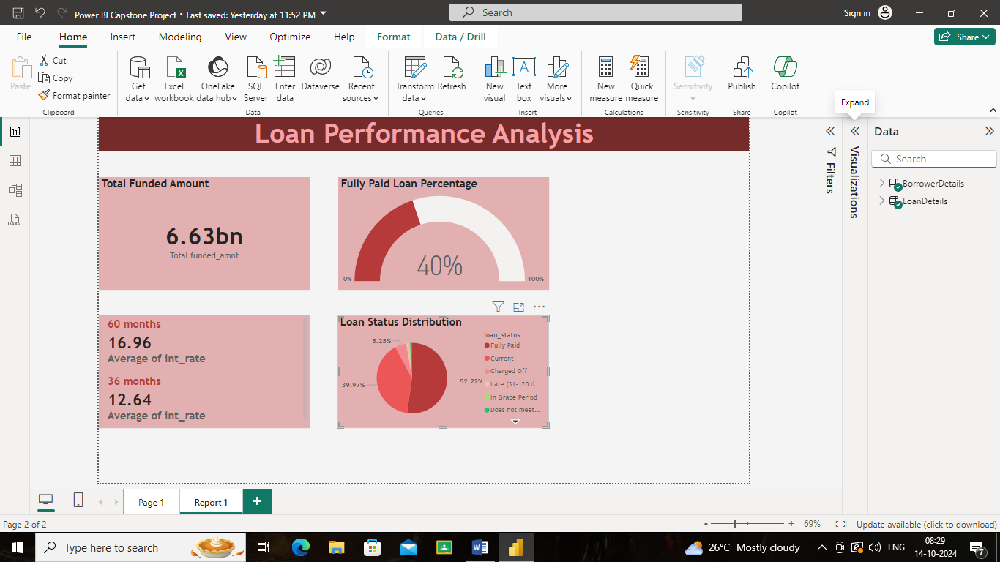 Power BI Capstone Project • Last saved: Yesterday at 11:52 PM
Search
Sign in
File Home Insert Modeling View Optimize Help Format Data / Drill
Share
Paste
Cut
Copy
Format painter
Get data
Excel workbook
OneLake data hub
SQL Server
Enter data
Dataverse
Recent sources
Transform data
Refresh
New visual
Text box
More visuals
New measure
Quick measure
Sensitivity
Publish
Copilot
Clipboard
Data
Queries
Insert
Calculations
Sensitivity
Share
Copilot
Expand
Loan Performance Analysis
Total Funded Amount
6.63bn
Total funded_amnt
Fully Paid Loan Percentage
40%
0%
100%
60 months
16.96
Average of int_rate
36 months
12.64
Average of int_rate
Loan Status Distribution
5.25%
39.97%
52.22%
loan_status
Fully Paid
Current
Charged Off
Late (31-120 d...
In Grace Period
Does not meet...
Filters
Visualizations
Data
Search
BorrowerDetails
LoanDetails
DAX
Page 1
Report 1
+
Page 2 of 2
- + 69%
Update available (click to download)
Type here to search
26°C Mostly cloudy
ENG
08:29
14-10-2024
7